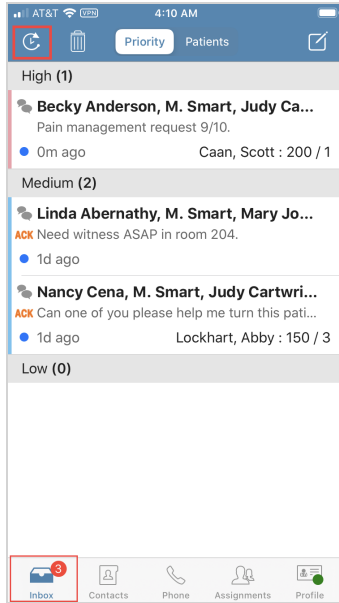 AT&T VPN 4:10 AM
Priority Patients
High (1)
Becky Anderson, M. Smart, Judy Ca...
Pain management request 9/10.
0m ago Caan, Scott : 200 / 1
Medium (2)
Linda Abernathy, M. Smart, Mary Jo...
ACK Need witness ASAP in room 204.
1d ago
Nancy Cena, M. Smart, Judy Cartwri...
ACK Can one of you please help me turn this pati...
1d ago Lockhart, Abby : 150 / 3
Low (0)
3
Inbox Contacts Phone Assignments Profile